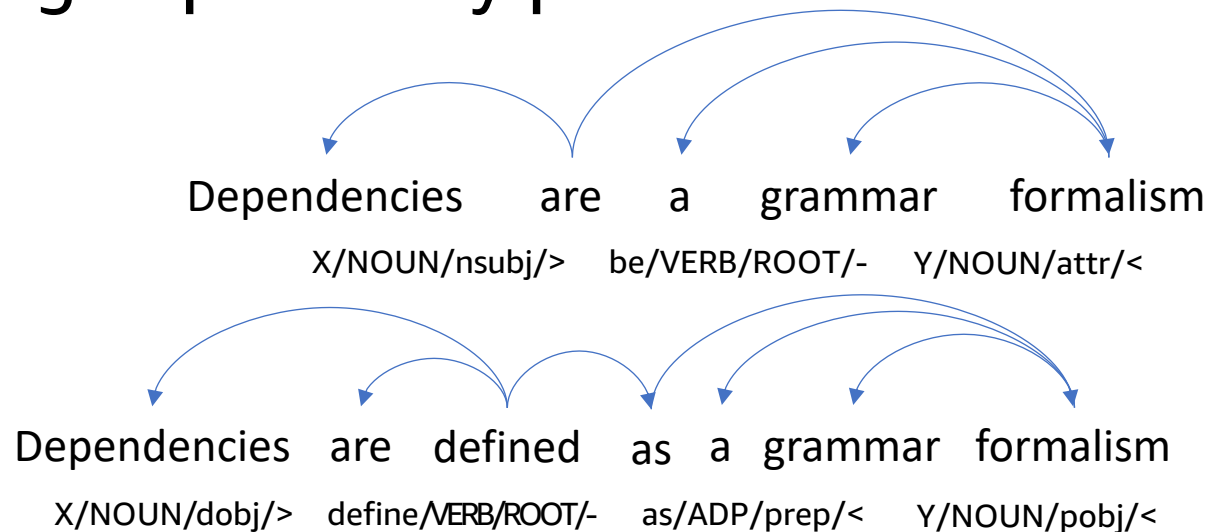 Dependencies are a grammar formalism
X/NOUN/nsubj/> be/VERB/ROOT/- Y/NOUN/attr/<
Dependencies are defined as a grammar formalism
X/NOUN/dobj/> define/VERB/ROOT/- as/ADP/prep/< Y/NOUN/pobj/<